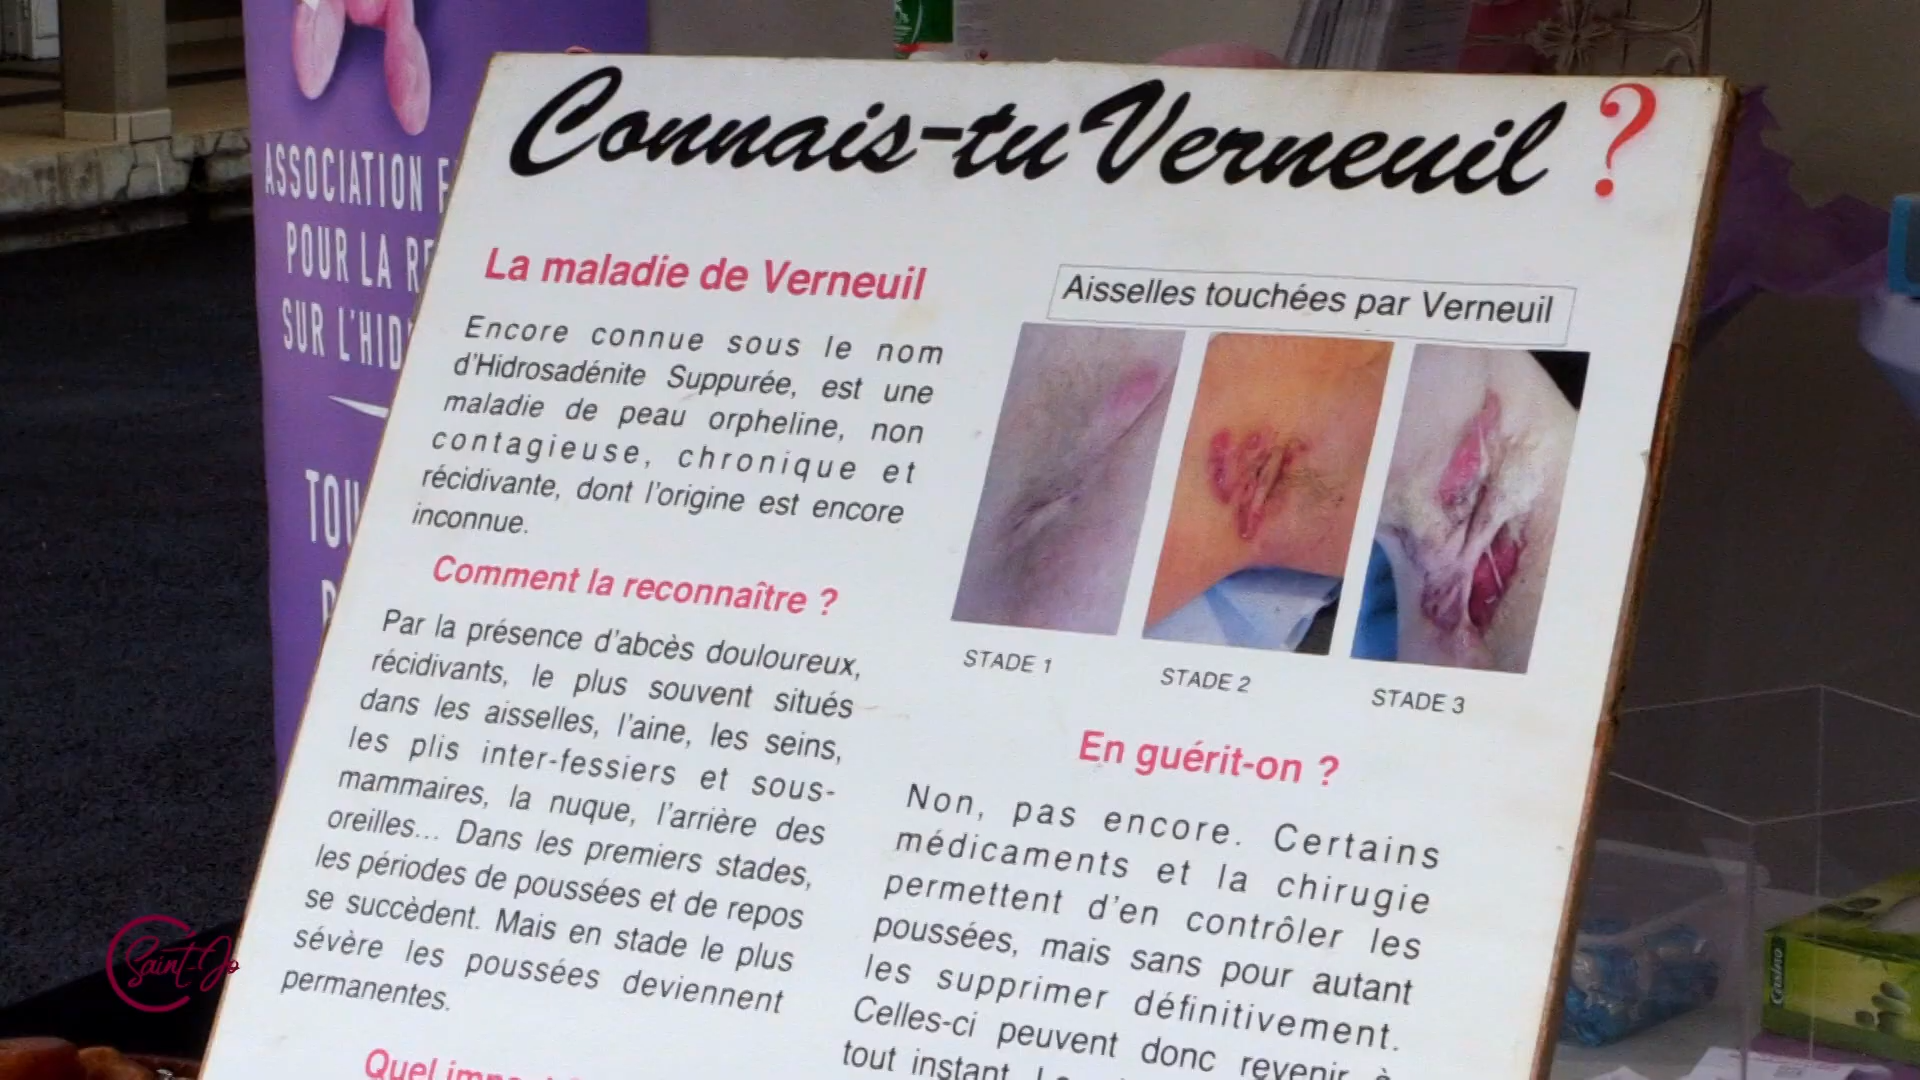 Connais-tu Verneuil ?
La maladie de Verneuil
Encore connue sous le nom
d'Hidrosadénite Suppurée, est une
maladie de peau orpheline, non
contagieuse, chronique et
récidivante, dont l'origine est encore
inconnue.
Comment la reconnaître ?
Par la présence d'abcès douloureux,
récidivants, le plus souvent situés
dans les aisselles, l'aine, les seins,
les plis inter-fessiers et sous-
mammaires, la nuque, l'arrière des
oreilles... Dans les premiers stades,
les périodes de poussées et de repos
se succèdent. Mais en stade le plus
sévère les poussées deviennent
permanentes.
Quel
Aisselles touchées par Verneuil
STADE 1
STADE 2
STADE 3
En guérit-on ?
Non, pas encore. Certains
médicaments et la chirugie
permettent d'en contrôler les
poussées, mais sans pour autant
les supprimer définitivement.
Celles-ci peuvent donc revenir à
tout instant.
ASSOCIATION
POUR LA
SUR L'HID
TOU
Saint-Jo
Casino